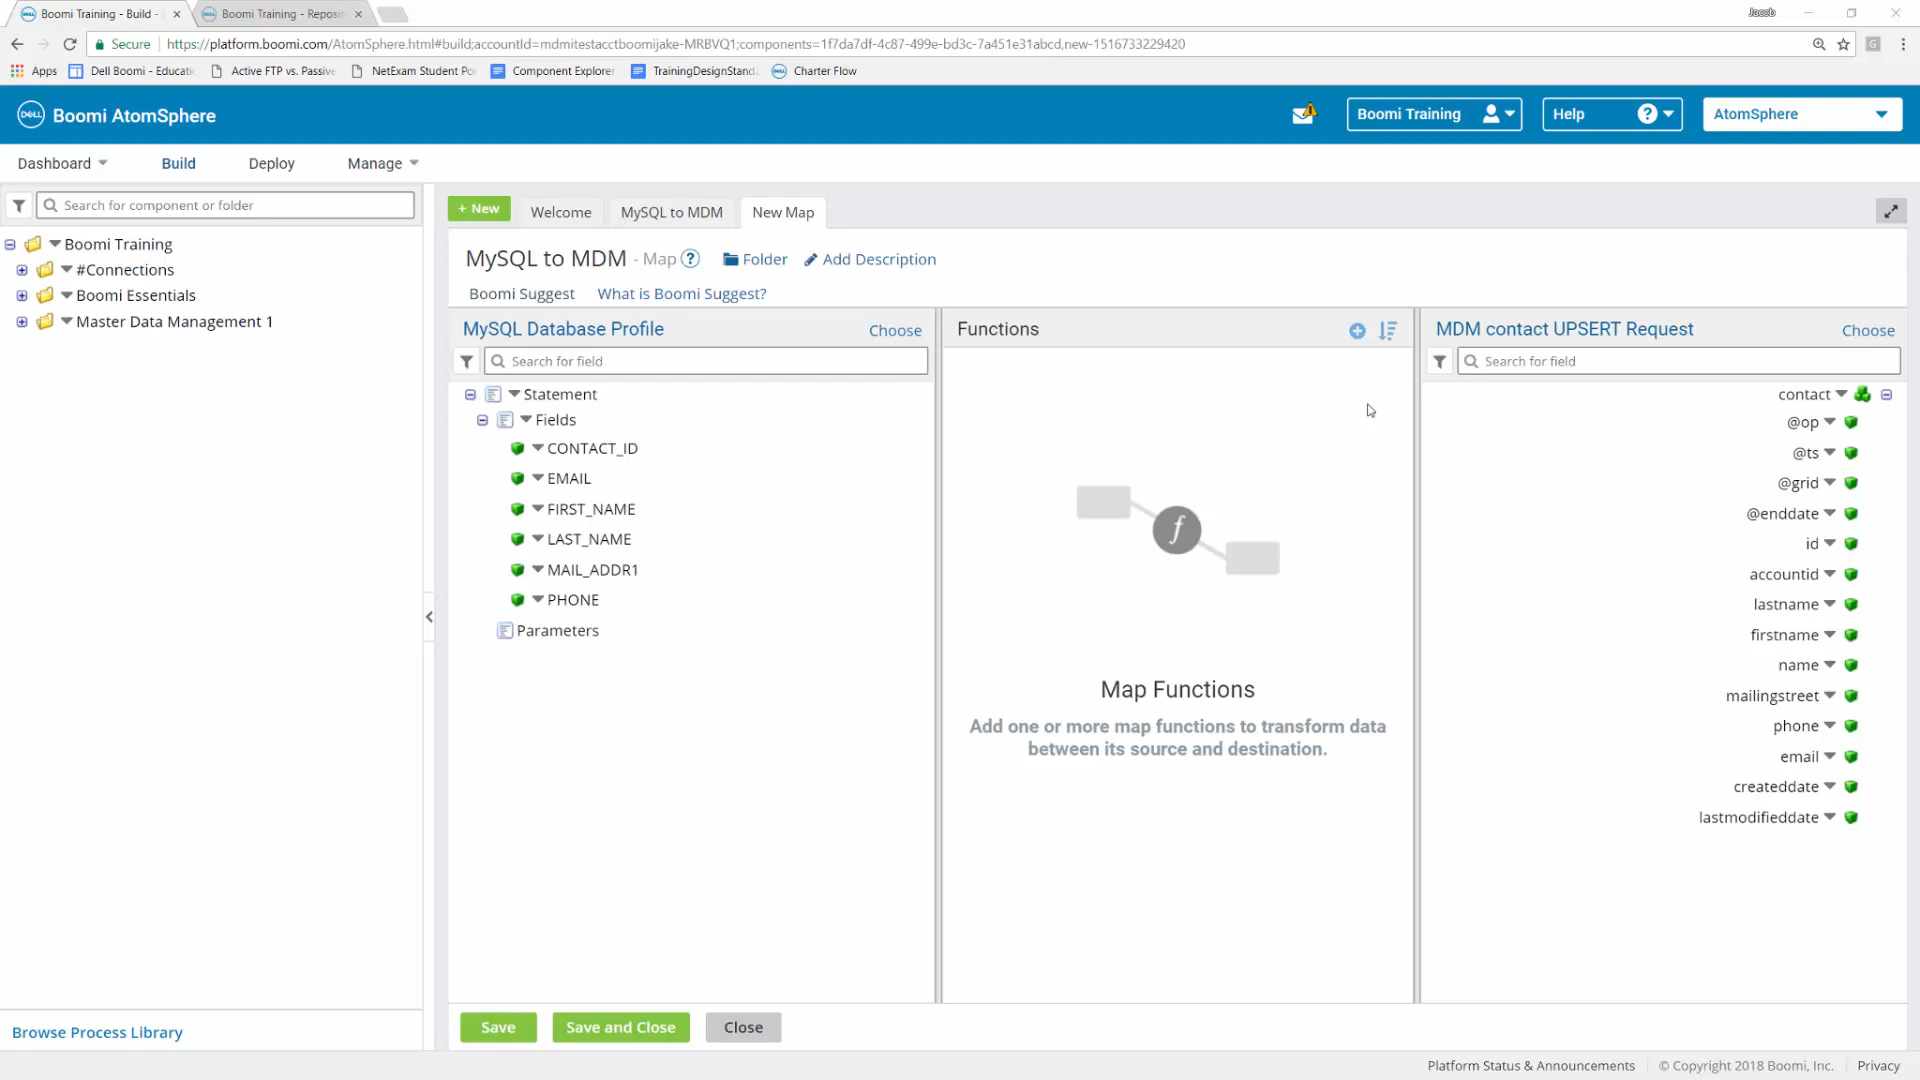 Boomi Training - Build -
Boomi Training - Reposi
Jacob
Secure
https://platform.boomi.com/AtomSphere.html#build;accountId=mdmitestacctboomijake-MRBVQ1;components=1f7da7df-4c87-499e-bd3c-7a451e31abcd,new-1516733229420
Apps
Dell Boomi - Educati
Active FTP vs. Passive
NetExam Student Po
Component Explorer
TrainingDesignStand
Charter Flow
DELL
Boomi AtomSphere
Boomi Training
Help
?
AtomSphere
Dashboard
Build
Deploy
Manage
Search for component or folder
Boomi Training
#Connections
Boomi Essentials
Master Data Management 1
Browse Process Library
+ New
Welcome
MySQL to MDM
New Map
MySQL to MDM - Map ?
Folder
Add Description
Boomi Suggest
What is Boomi Suggest?
MySQL Database Profile
Choose
Search for field
Statement
Fields
CONTACT_ID
EMAIL
FIRST_NAME
LAST_NAME
MAIL_ADDR1
PHONE
Parameters
Functions
f
Map Functions
Add one or more map functions to transform data
between its source and destination.
MDM contact UPSERT Request
Choose
Search for field
contact
@op
@ts
@grid
@enddate
id
accountid
lastname
firstname
name
mailingstreet
phone
email
createddate
lastmodifieddate
Save
Save and Close
Close
Platform Status & Announcements
© Copyright 2018 Boomi, Inc.
Privacy